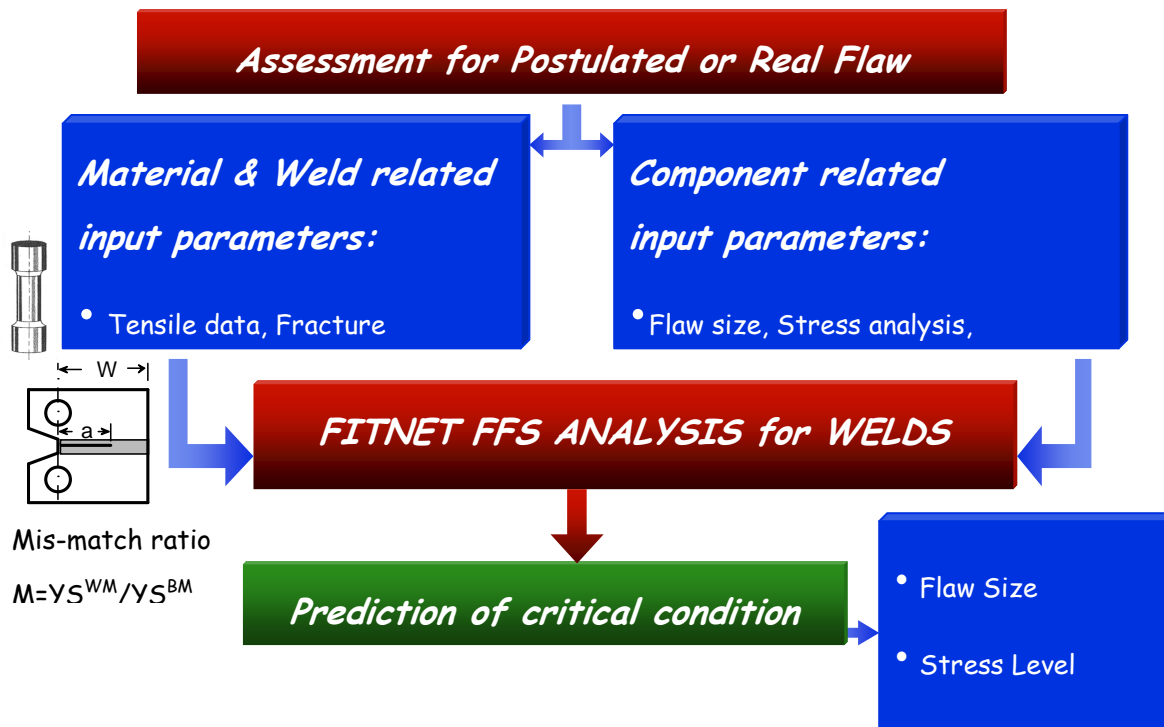 Assessment for Postulated or Real Flaw
Material & Weld related
input parameters:
• Tensile data, Fracture
Component related
input parameters:
• Flaw size, Stress analysis,
W
a
FITNET FFS ANALYSIS for WELDS
Mis-match ratio
M=YS^WM/YS^BM
Prediction of critical condition
• Flaw Size
• Stress Level